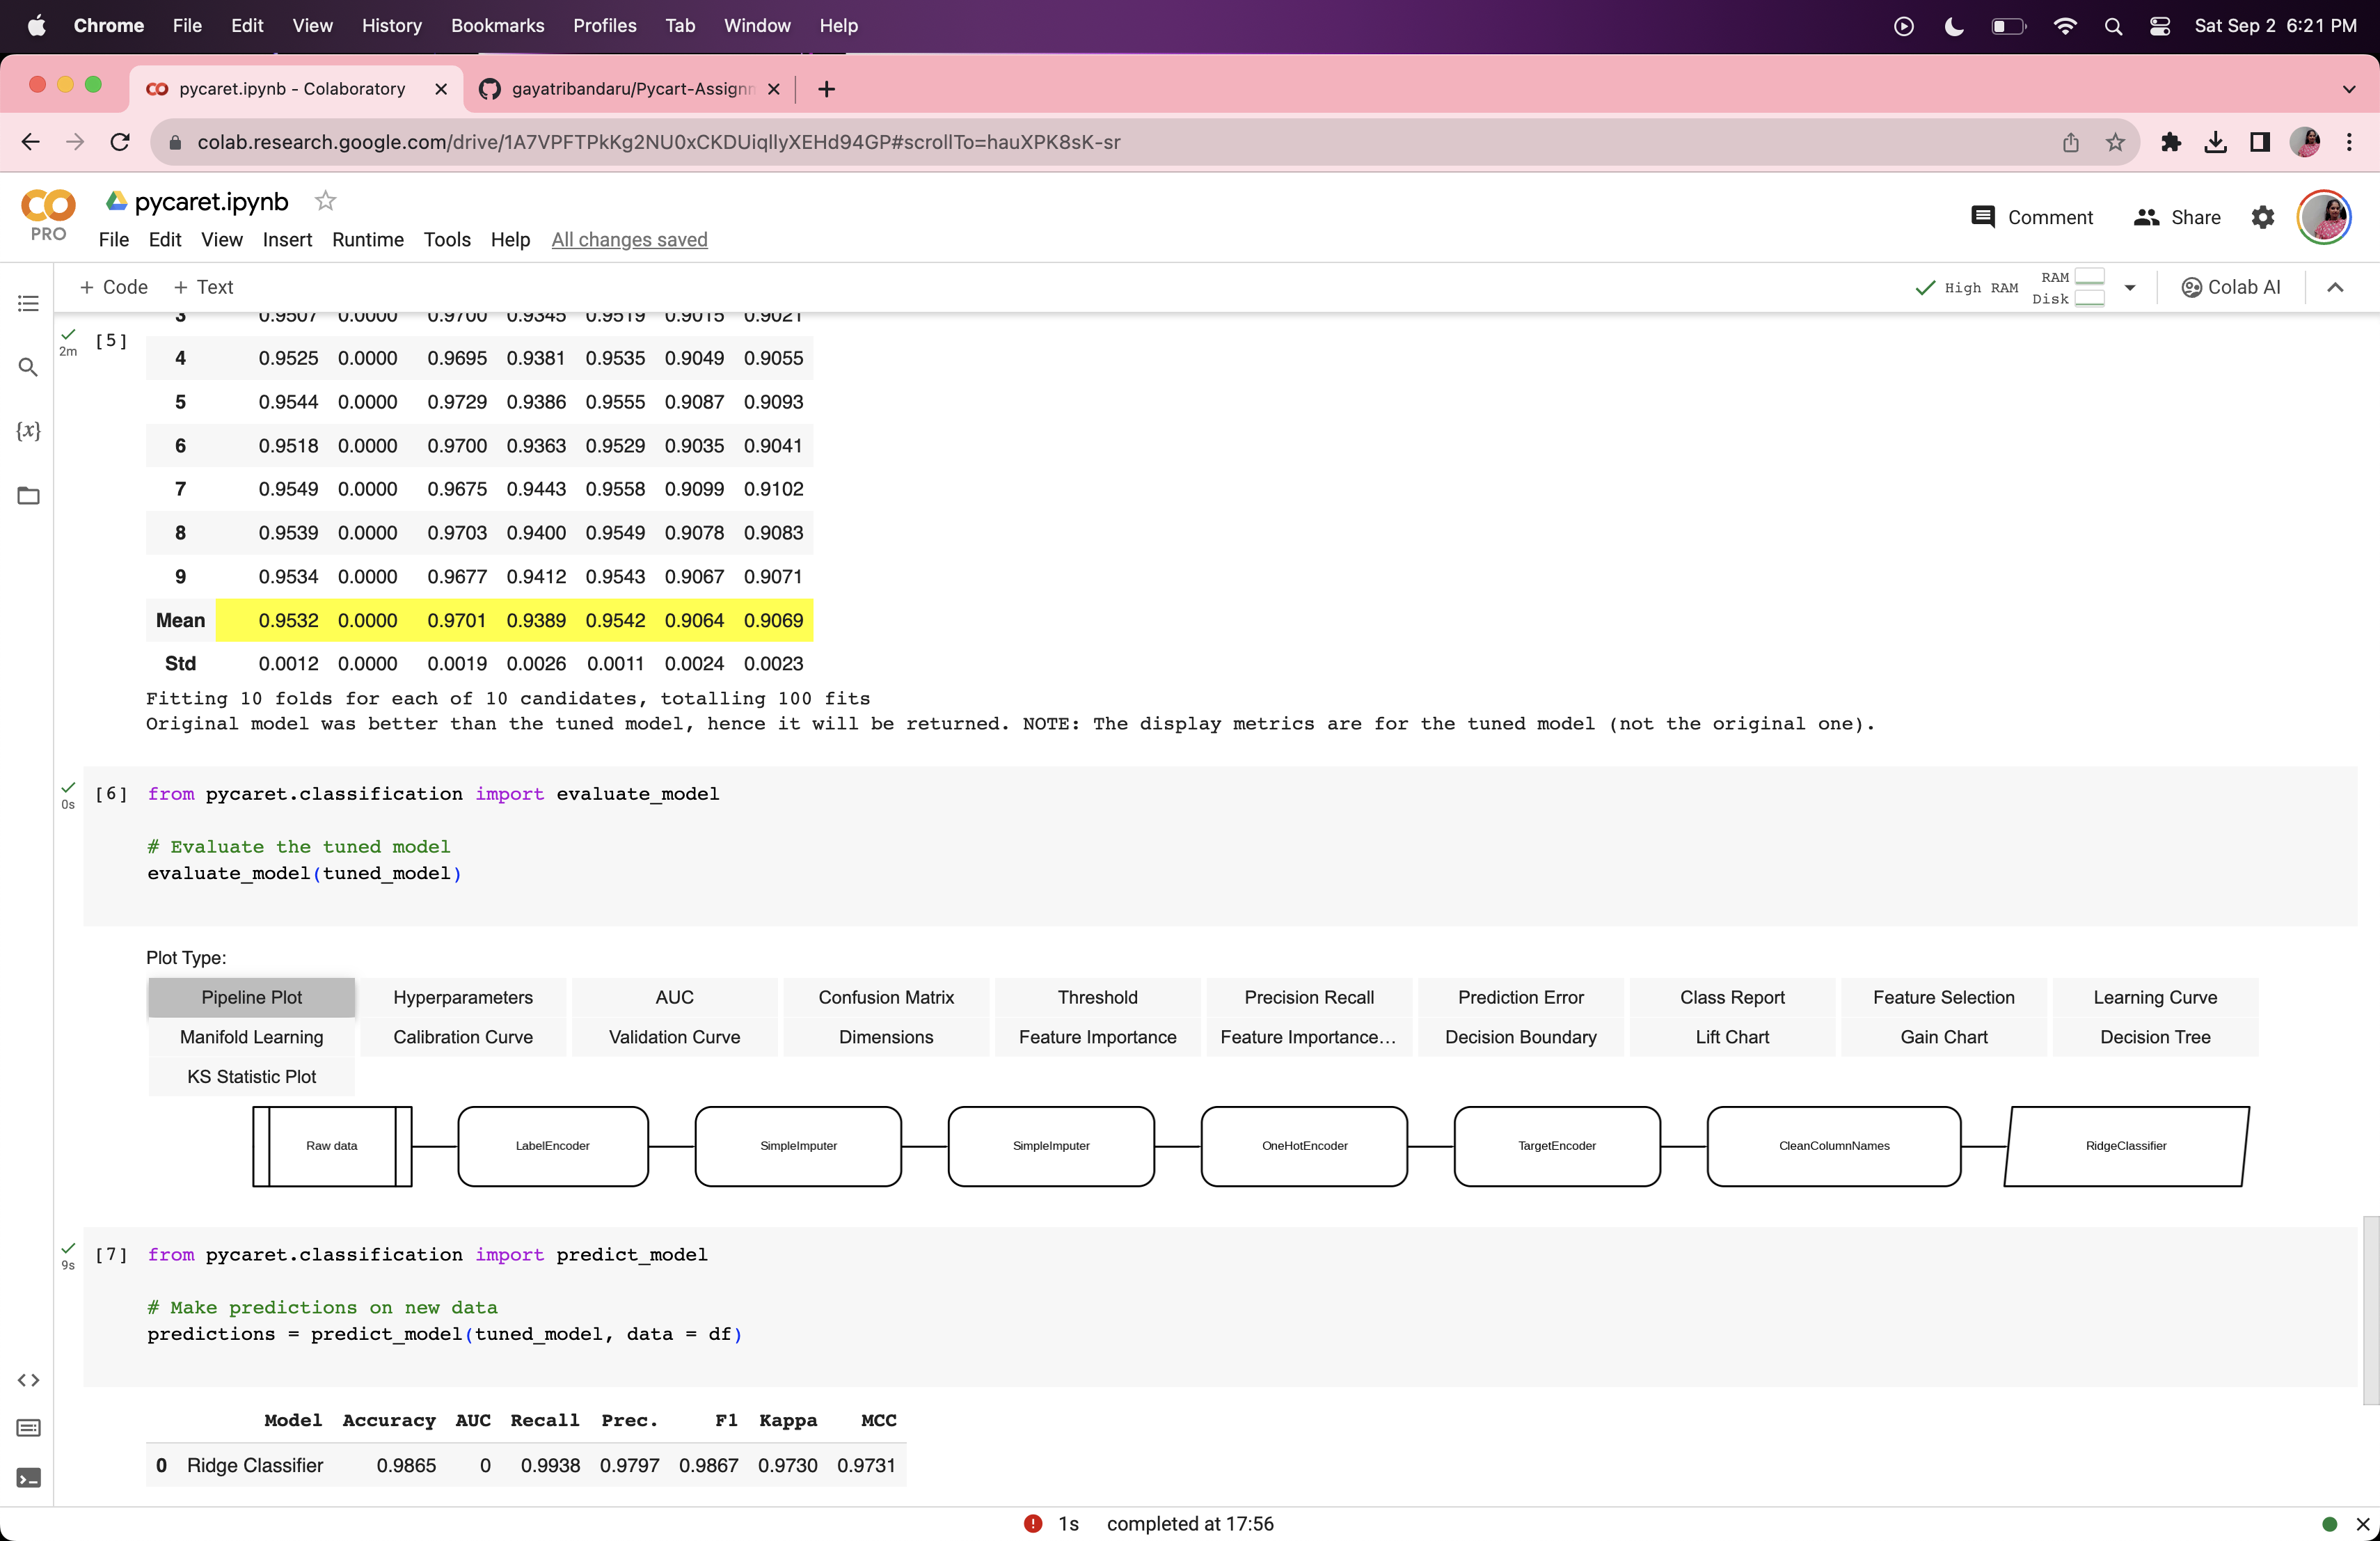 Chrome File Edit View History Bookmarks Profiles Tab Window Help Sat Sep 2 6:21 PM
pycaret.ipynb - Colaboratory gayatribandaru/Pycart-Assignn
colab.research.google.com/drive/1A7VPFTPkKg2NU0xCKDUiqllyXEHd94GP#scrollTo=hauXPK8sK-sr
PRO
pycaret.ipynb
File Edit View Insert Runtime Tools Help All changes saved
Comment Share
+ Code + Text
High RAM RAM Disk Colab AI
3 0.9507 0.0000 0.9700 0.9345 0.9519 0.9015 0.9021
2m [5]
4 0.9525 0.0000 0.9695 0.9381 0.9535 0.9049 0.9055
5 0.9544 0.0000 0.9729 0.9386 0.9555 0.9087 0.9093
6 0.9518 0.0000 0.9700 0.9363 0.9529 0.9035 0.9041
7 0.9549 0.0000 0.9675 0.9443 0.9558 0.9099 0.9102
8 0.9539 0.0000 0.9703 0.9400 0.9549 0.9078 0.9083
9 0.9534 0.0000 0.9677 0.9412 0.9543 0.9067 0.9071
Mean 0.9532 0.0000 0.9701 0.9389 0.9542 0.9064 0.9069
Std 0.0012 0.0000 0.0019 0.0026 0.0011 0.0024 0.0023
Fitting 10 folds for each of 10 candidates, totalling 100 fits
Original model was better than the tuned model, hence it will be returned. NOTE: The display metrics are for the tuned model (not the original one).
0s [6] from pycaret.classification import evaluate_model
# Evaluate the tuned model
evaluate_model(tuned_model)
Plot Type:
Pipeline Plot Hyperparameters AUC Confusion Matrix Threshold Precision Recall Prediction Error Class Report Feature Selection Learning Curve
Manifold Learning Calibration Curve Validation Curve Dimensions Feature Importance Feature Importance… Decision Boundary Lift Chart Gain Chart Decision Tree
KS Statistic Plot
Raw data LabelEncoder SimpleImputer SimpleImputer OneHotEncoder TargetEncoder CleanColumnNames RidgeClassifier
9s [7] from pycaret.classification import predict_model
# Make predictions on new data
predictions = predict_model(tuned_model, data = df)
Model Accuracy AUC Recall Prec. F1 Kappa MCC
0 Ridge Classifier 0.9865 0 0.9938 0.9797 0.9867 0.9730 0.9731
1s completed at 17:56